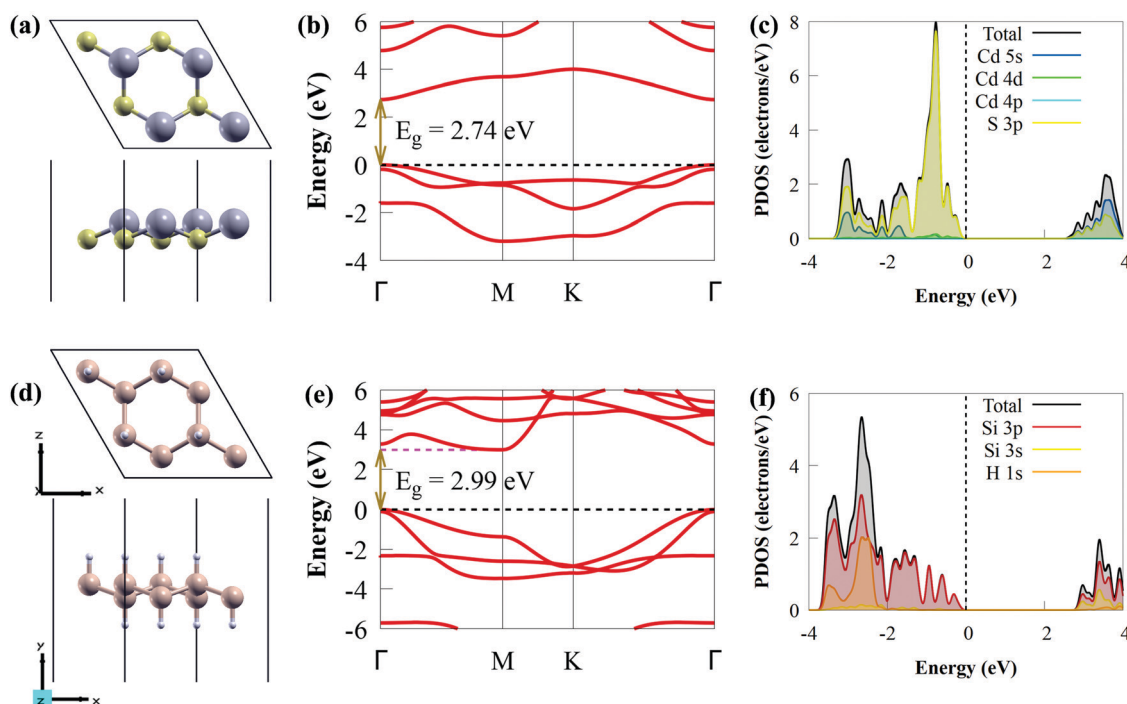 (a)
(b)
Energy (eV)
6
4
2
0
-2
-4
E_g = 2.74 eV
Γ
M
K
Γ
(c)
PDOS (electrons/eV)
8
6
4
2
0
Total
Cd 5s
Cd 4d
Cd 4p
S 3p
-4
-2
0
2
4
Energy (eV)
(d)
z
x
x
y
z
x
(e)
Energy (eV)
6
4
2
0
-2
-4
-6
E_g = 2.99 eV
Γ
M
K
Γ
(f)
PDOS (electrons/eV)
6
4
2
0
Total
Si 3p
Si 3s
H 1s
-4
-2
0
2
4
Energy (eV)